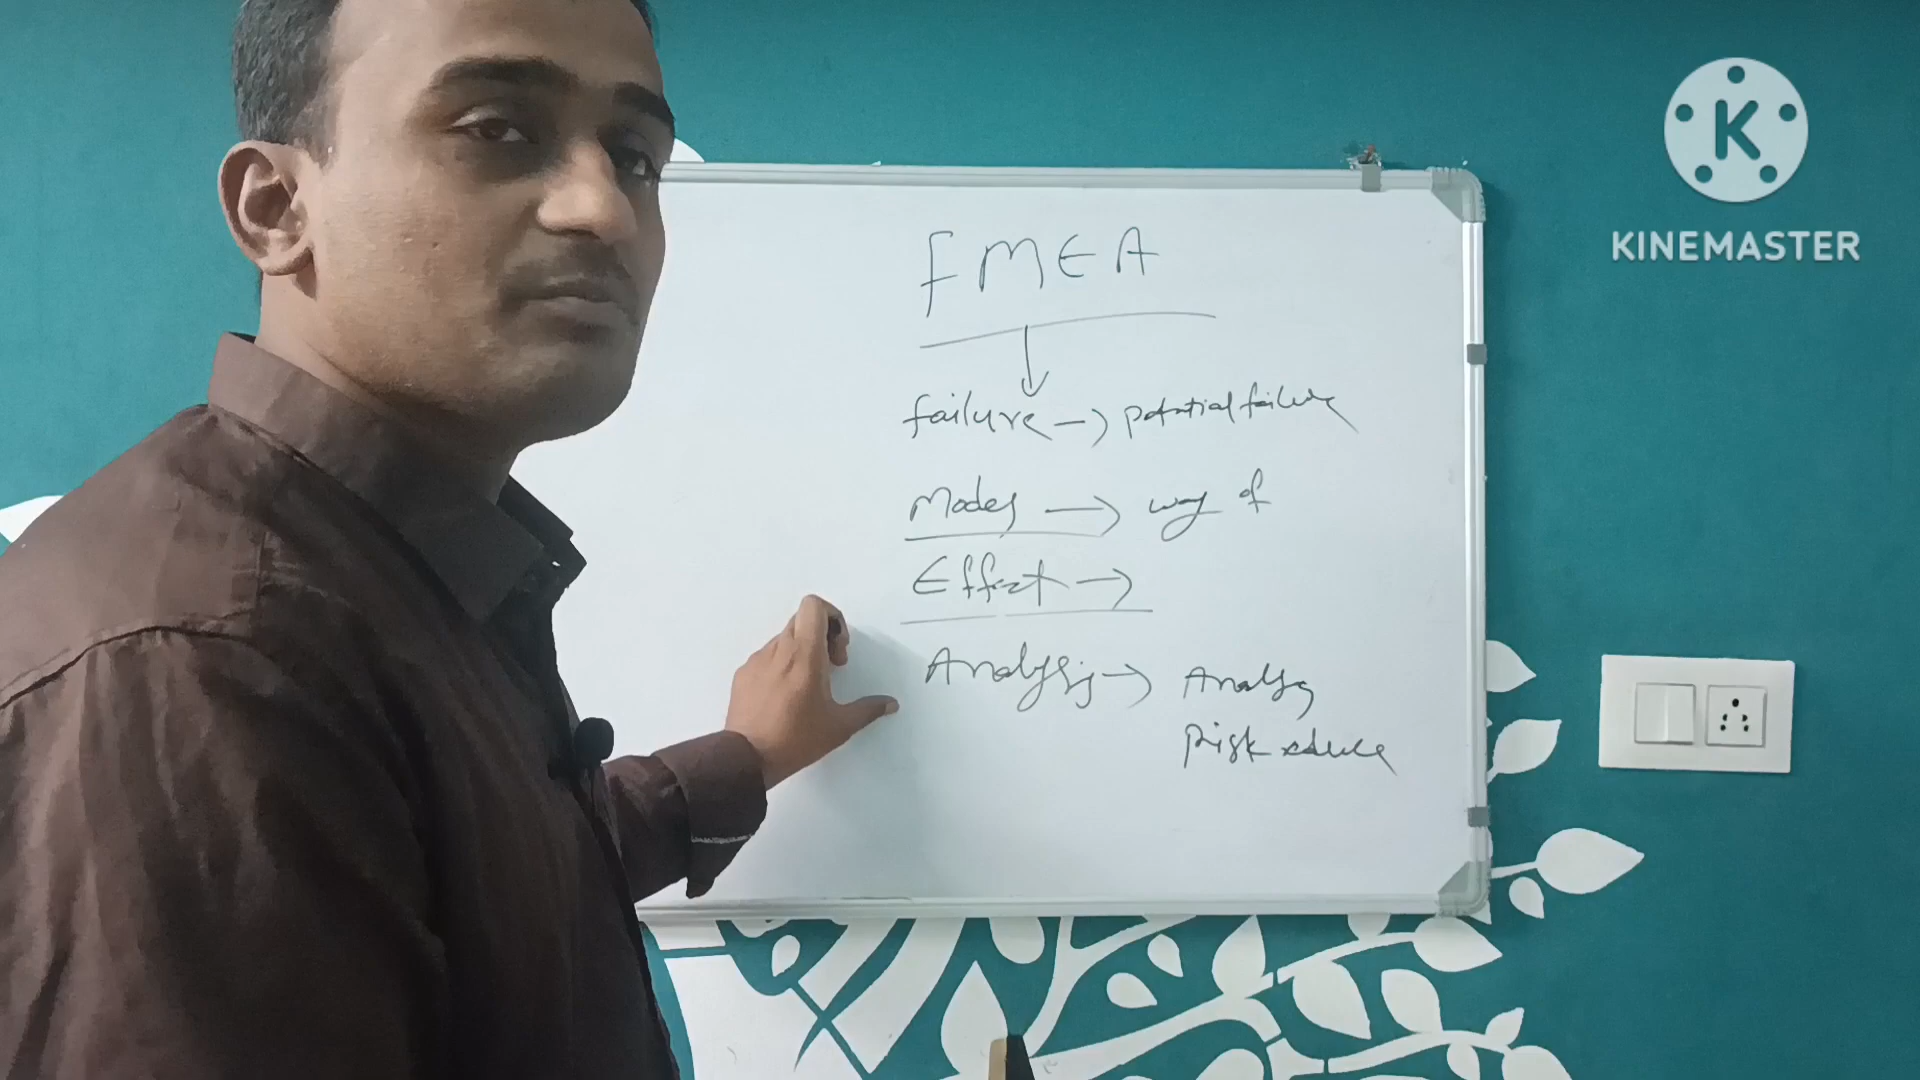 FMEA
failure → potential failure
Modes → way of
Effect →
Analysis → Analysis
Risk reduce
K
KINEMASTER